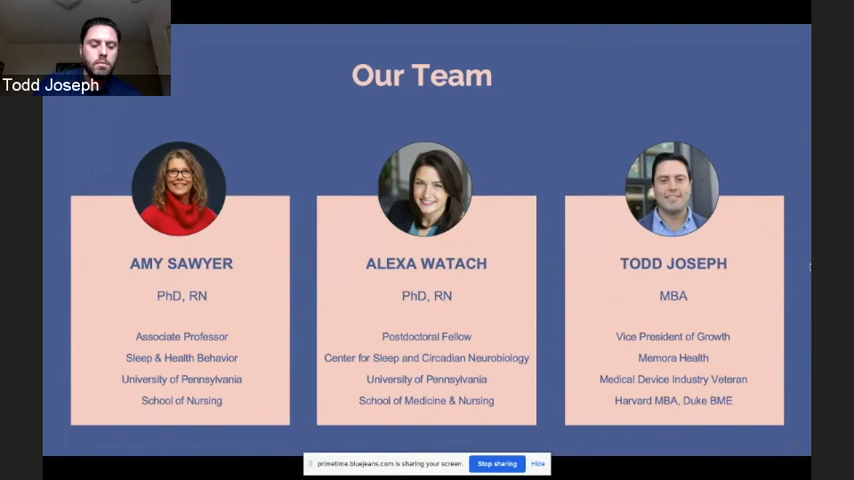 Todd Joseph
Our Team
AMY SAWYER
PhD, RN
Associate Professor
Sleep & Health Behavior
University of Pennsylvania
School of Nursing
ALEXA WATACH
PhD, RN
Postdoctoral Fellow
Center for Sleep and Circadian Neurobiology
University of Pennsylvania
School of Medicine & Nursing
TODD JOSEPH
MBA
Vice President of Growth
Memora Health
Medical Device Industry Veteran
Harvard MBA, Duke BME
primetime.bluejeans.com is sharing your screen. Stop sharing Hide